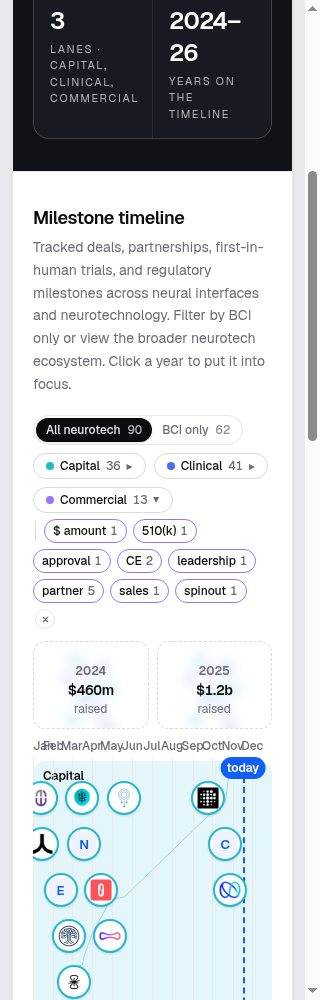 3
LANES ·
CAPITAL,
CLINICAL,
COMMERCIAL
2024–
26
YEARS ON
THE
TIMELINE
Milestone timeline
Tracked deals, partnerships, first-in-
human trials, and regulatory
milestones across neural interfaces
and neurotechnology. Filter by BCI
only or view the broader neurotech
ecosystem. Click a year to put it into
focus.
All neurotech 90 BCI only 62
Capital 36 ▸ Clinical 41 ▸
Commercial 13 ▾
$ amount 1 510(k) 1
approval 1 CE 2 leadership 1
partner 5 sales 1 spinout 1
×
2024
$460m
raised
2025
$1.2b
raised
Jan Feb Mar Apr May Jun Jul Aug Sep Oct Nov Dec
today
Capital
N
C
E